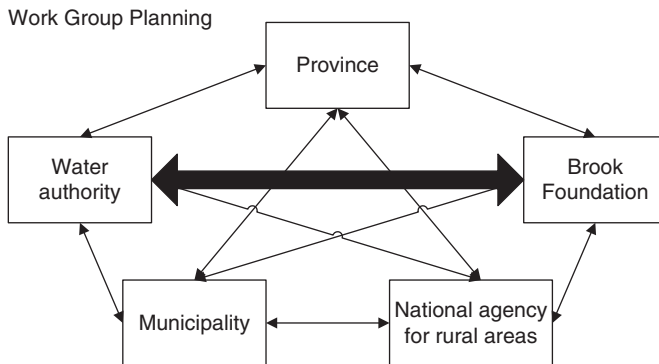 Work Group Planning
Province
Water
authority
Brook
Foundation
Municipality
National agency
for rural areas